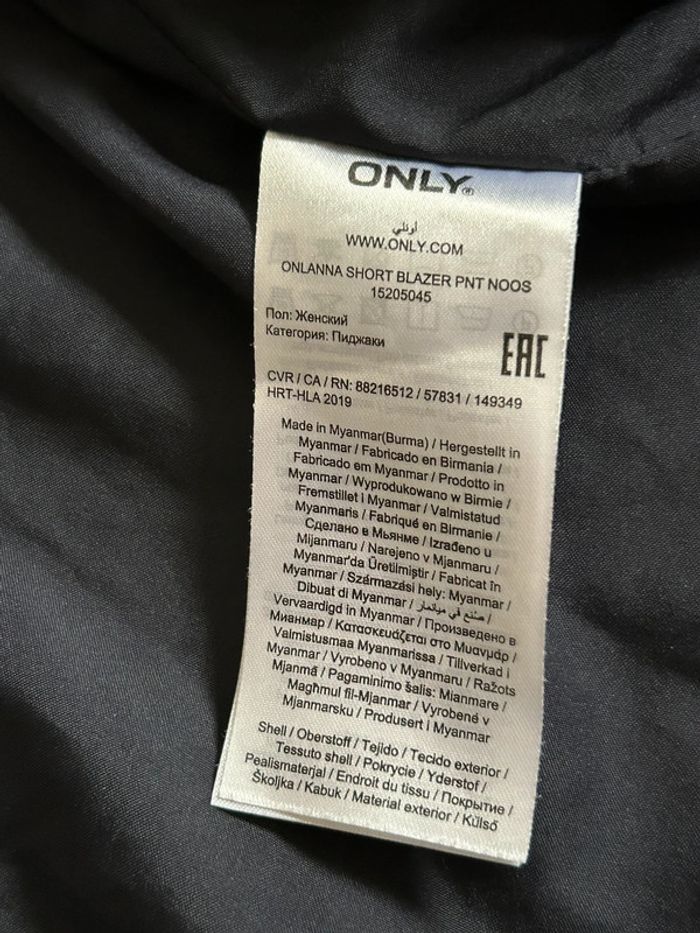 ONLY®
أونلي
WWW.ONLY.COM
ONLANNA SHORT BLAZER PNT NOOS
15205045
Пол: Женский
Категория: Пиджаки
EAC
CVR / CA / RN: 88216512 / 57831 / 149349
HRT-HLA 2019
Made in Myanmar(Burma) / Hergestellt in
Myanmar / Fabricado en Birmania /
Fabricado em Myanmar / Prodotto in
Myanmar / Wyprodukowano w Birmie /
Fremstillet i Myanmar / Valmistatud
Myanmaris / Fabriqué en Birmanie /
Сделано в Мьянме / Izrađeno u
Mijanmaru / Narejeno v Mjanmaru /
Myanmar'da Üretilmiştir / Fabricat în
Myanmar / Származási hely: Myanmar /
Dibuat di Myanmar / صنع في ميانمار /
Vervaardigd in Myanmar / Произведено в
Мианмар / Κατασκευάζεται στο Μυανμάρ /
Valmistusmaa Myanmarissa / Tillverkad i
Myanmar / Vyrobeno v Myanmaru / Ražots
Mjanmā / Pagaminimo šalis: Mianmare /
Magħmul fil-Mjanmar / Vyrobené v
Mjanmarsku / Produsert i Myanmar
Shell / Oberstoff / Tejido / Tecido exterior /
Tessuto shell / Pokrycie / Yderstof /
Pealismaterjal / Endroit du tissu / Покрытие /
Školjka / Kabuk / Material exterior / Külső